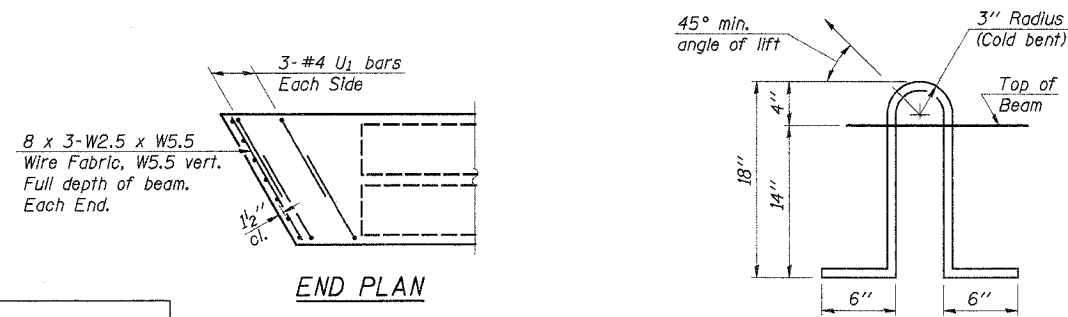 3-#4 U1 bars
Each Side
8 x 3-W2.5 x W5.5
Wire Fabric, W5.5 vert.
Full depth of beam.
Each End.
1½"
cl.
END PLAN
45° min.
angle of lift
3" Radius
(Cold bent)
Top of
Beam
4"
18"
14"
6"
6"